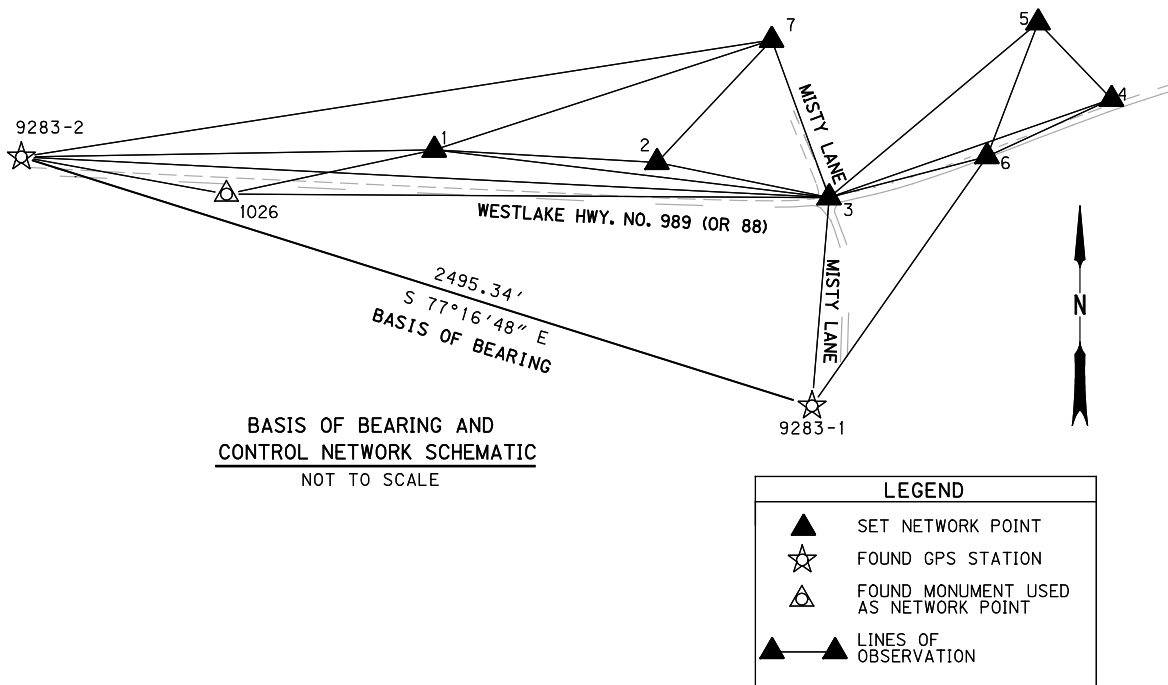 7
5
4
MISTY LANE
9283-2
1
2
6
1026
3
WESTLAKE HWY. NO. 989 (OR 88)
2495.34'
S 77°16'48" E
BASIS OF BEARING
MISTY LANE
N
9283-1
BASIS OF BEARING AND
CONTROL NETWORK SCHEMATIC
NOT TO SCALE
LEGEND
SET NETWORK POINT
FOUND GPS STATION
FOUND MONUMENT USED
AS NETWORK POINT
LINES OF
OBSERVATION